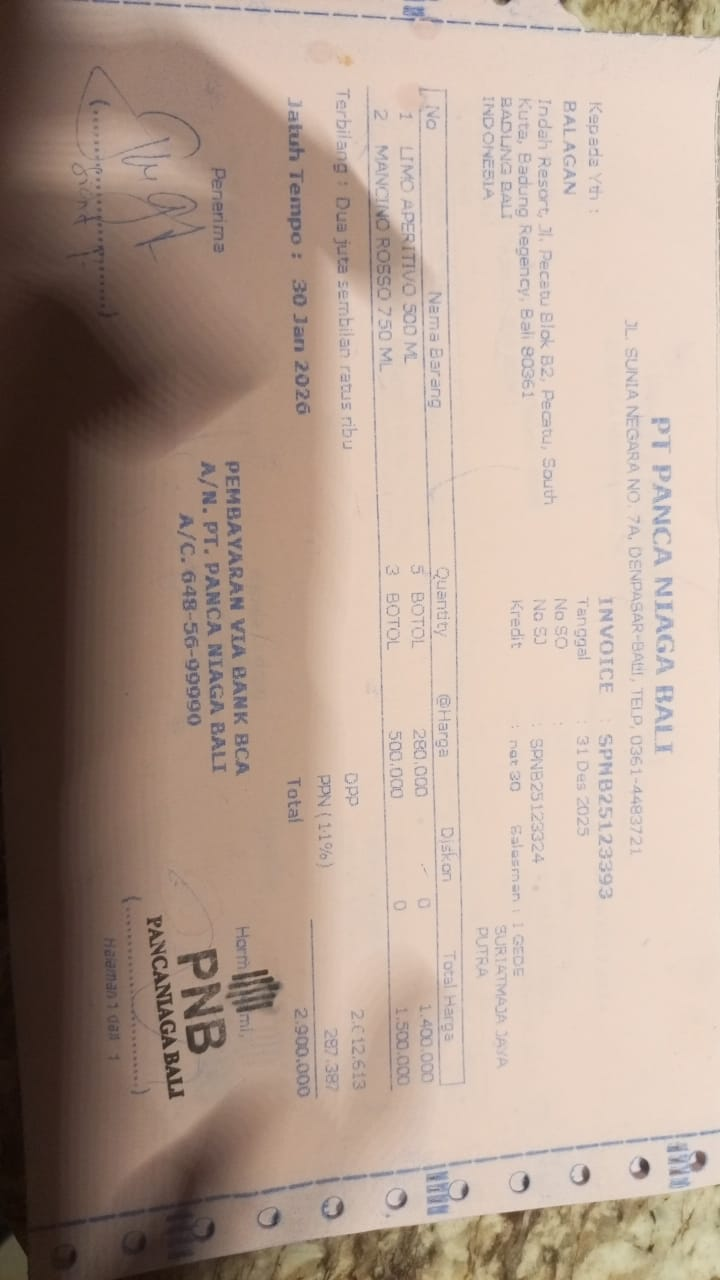 PT PANCA NIAGA BALI
JL. SUNIA NEGARA NO. 7A, DENPASAR-BALI, TELP. 0361-4483721
Kepada Yth :
BALAGAN
Indah Resort, Jl. Pecatu Blok B2, Pecatu, South
Kuta, Badung Regency, Bali 80361
BADUNG BALI
INDONESIA
INVOICE : SPMB25123393
Tanggal : 31 Des 2025
No SO :
No SJ : SPNB25123324
Kredit : net 30 Salesman : I GEDE
SURIATMAJA JAYA
PUTRA
No Nama Barang Quantity @Harga Diskon Total Harga
1 LIMO APERITIVO 500 ML 5 BOTOL 280.000 0 1.400.000
2 MANCINO ROSSO 750 ML 3 BOTOL 500.000 0 1.500.000
Terbilang : Dua juta sembilan ratus ribu
DPP 2.612.613
PPN (11%) 287.387
Jatuh Tempo : 30 Jan 2026
Total 2.900.000
Penerima
PEMBAYARAN VIA BANK BCA
A/N. PT. PANCA NIAGA BALI
A/C. 648-56-99990
PNB
PANCANIAGA BALI
Halaman 1 dari 1